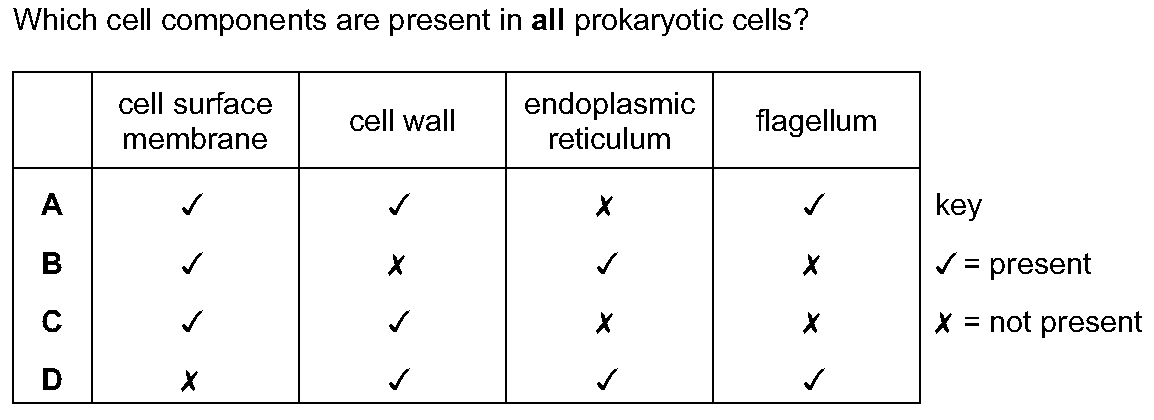 Which cell components are present in all prokaryotic cells?
cell surface membrane cell wall endoplasmic reticulum flagellum
A ✓ ✓ ✗ ✓ key
B ✓ ✗ ✓ ✗ ✓ = present
C ✓ ✓ ✗ ✗ ✗ = not present
D ✗ ✓ ✓ ✓